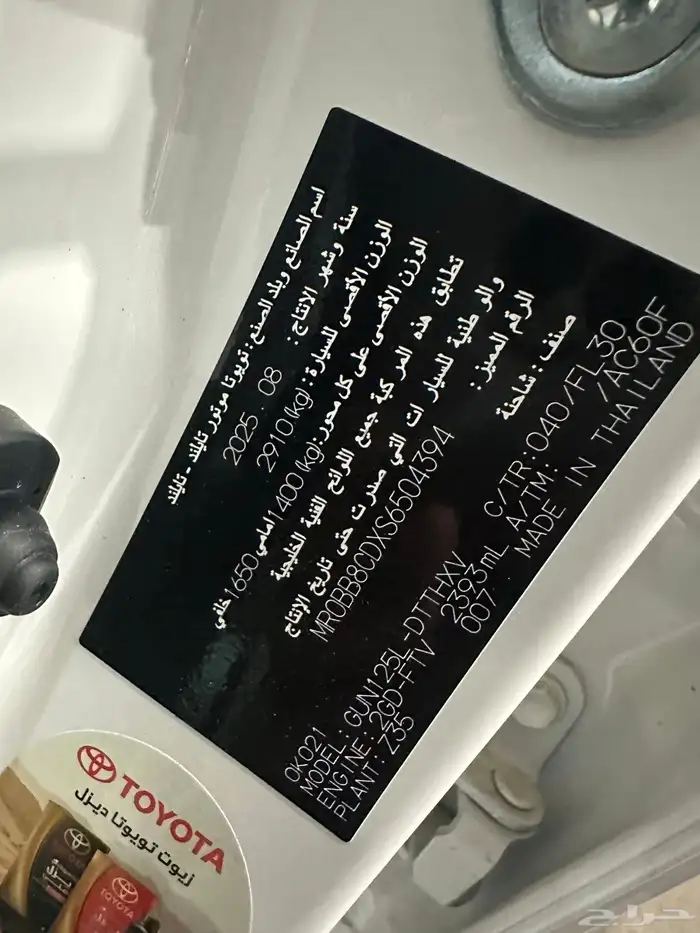 اسم الصانع وبلد الصنع: تويوتا موتور تايلند - تايلند
سنة وشهر الانتاج: 2025 . 08
الوزن الأقصى للسيارة: 2910 (kg)
الوزن الأقصى على كل محور: (kg) 1400 امامي 1650 خلفي
تطابق هذه المركبة جميع اللوائح الفنية الخليجية
والوطنية للسيارات التي صدرت حتى تاريخ الإنتاج
الرقم المميز: MR0BB8CDXS6504394
صنف: شاحنة
0K021
MODEL: GUN125L-DTTHXV C/TR: 040/FL30
ENGINE: 2GD-FTV 2393mL A/TM: /AC60F
PLANT: Z35 007 MADE IN THAILAND
TOYOTA
زيوت تويوتا ديزل
TOYOTA
حراج